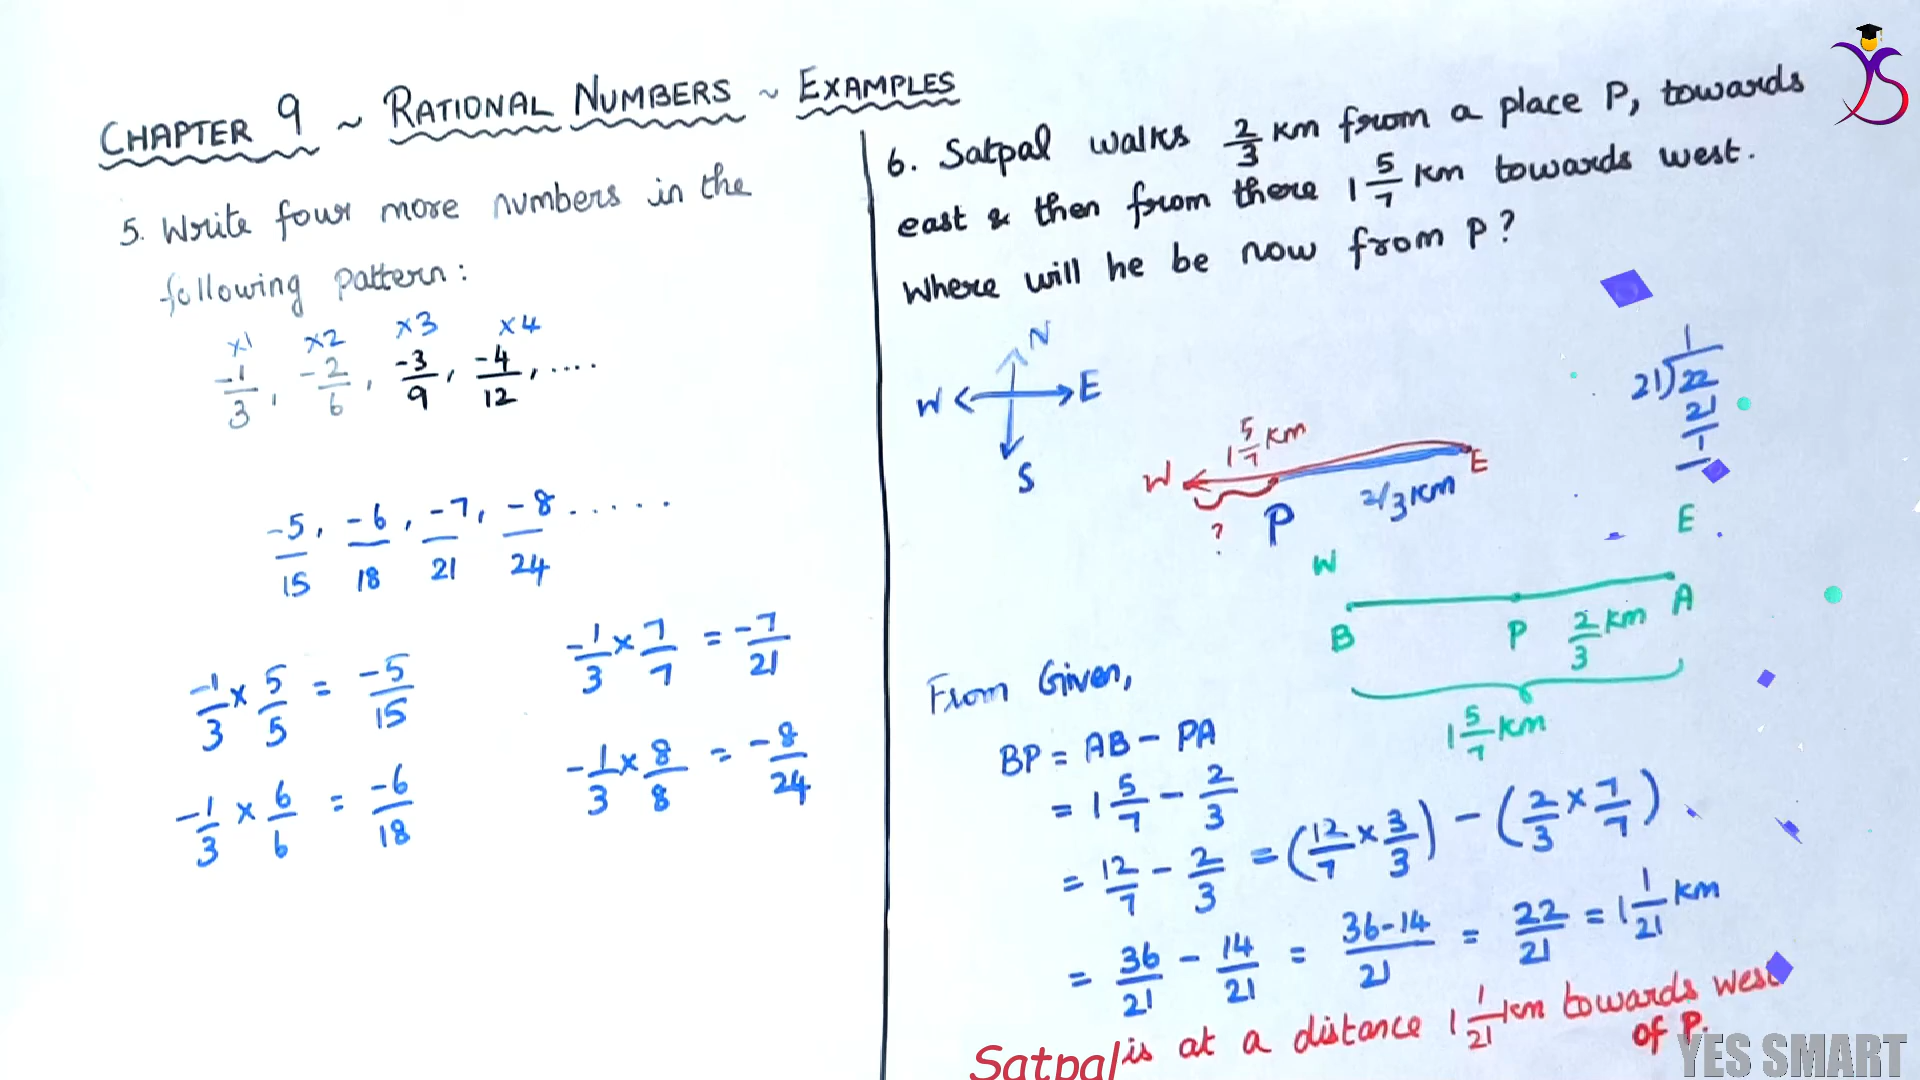 CHAPTER 9 ~ RATIONAL NUMBERS ~ EXAMPLES
5. Write four more numbers in the
following pattern:
×1 ×2 ×3 ×4
-1/3, -2/6, -3/9, -4/12, ....
-5/15, -6/18, -7/21, -8/24 .....
-1/3 × 5/5 = -5/15
-1/3 × 6/6 = -6/18
-1/3 × 7/7 = -7/21
-1/3 × 8/8 = -8/24
6. Satpal walks 2/3 km from a place P, towards
east & then from there 1 5/7 km towards west.
Where will he be now from P?
N
W E
S
1 5/7 km
W E
2/3 km
? P
1
21)22
21
1
W E
B P 2/3 km A
1 5/7 km
From Given,
BP = AB - PA
= 1 5/7 - 2/3
= 12/7 - 2/3 = (12/7 × 3/3) - (2/3 × 7/7)
= 36/21 - 14/21 = 36-14/21 = 22/21 = 1 1/21 km
Satpal is at a distance 1 1/21 km towards west
of P.
YS
YES SMART